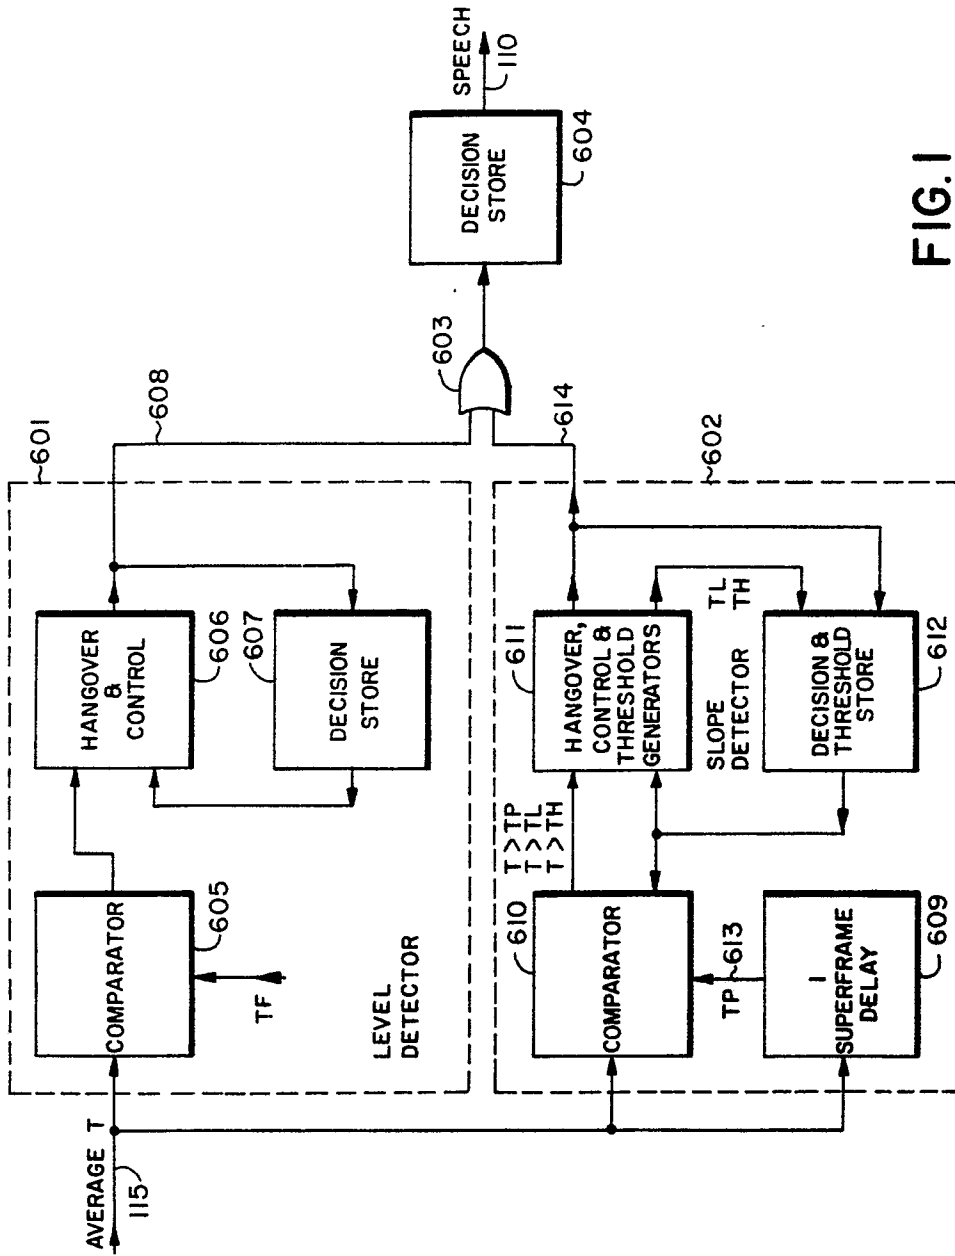 AVERAGE T
115
601
COMPARATOR
605
TF
LEVEL
DETECTOR
HANGOVER
&
CONTROL
606
607
DECISION
STORE
608
603
DECISION
STORE
604
SPEECH
110
614
602
610
COMPARATOR
T>TP
T>TL
T>TH
TP
613
1
SUPERFRAME
DELAY
609
611
HANGOVER,
CONTROL &
THRESHOLD
GENERATORS
SLOPE
DETECTOR
TL
TH
DECISION &
THRESHOLD
STORE
612
FIG. 1